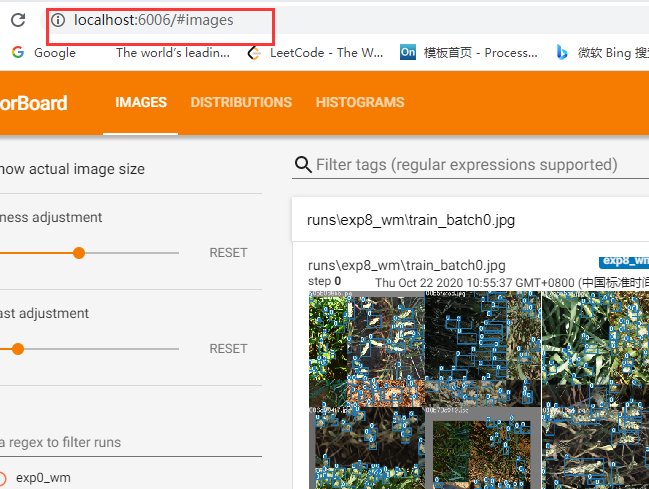 localhost:6006/#images
Google The world's leadin... LeetCode - The W... On 模板首页 - Process... 微软 Bing 搜
orBoard IMAGES DISTRIBUTIONS HISTOGRAMS
how actual image size
Filter tags (regular expressions supported)
ness adjustment
runs\exp8_wm\train_batch0.jpg
RESET
runs\exp8_wm\train_batch0.jpg exp8_wm
step 0 Thu Oct 22 2020 10:55:37 GMT+0800 (中国标准时间
ast adjustment
RESET
a regex to filter runs
exp0_wm